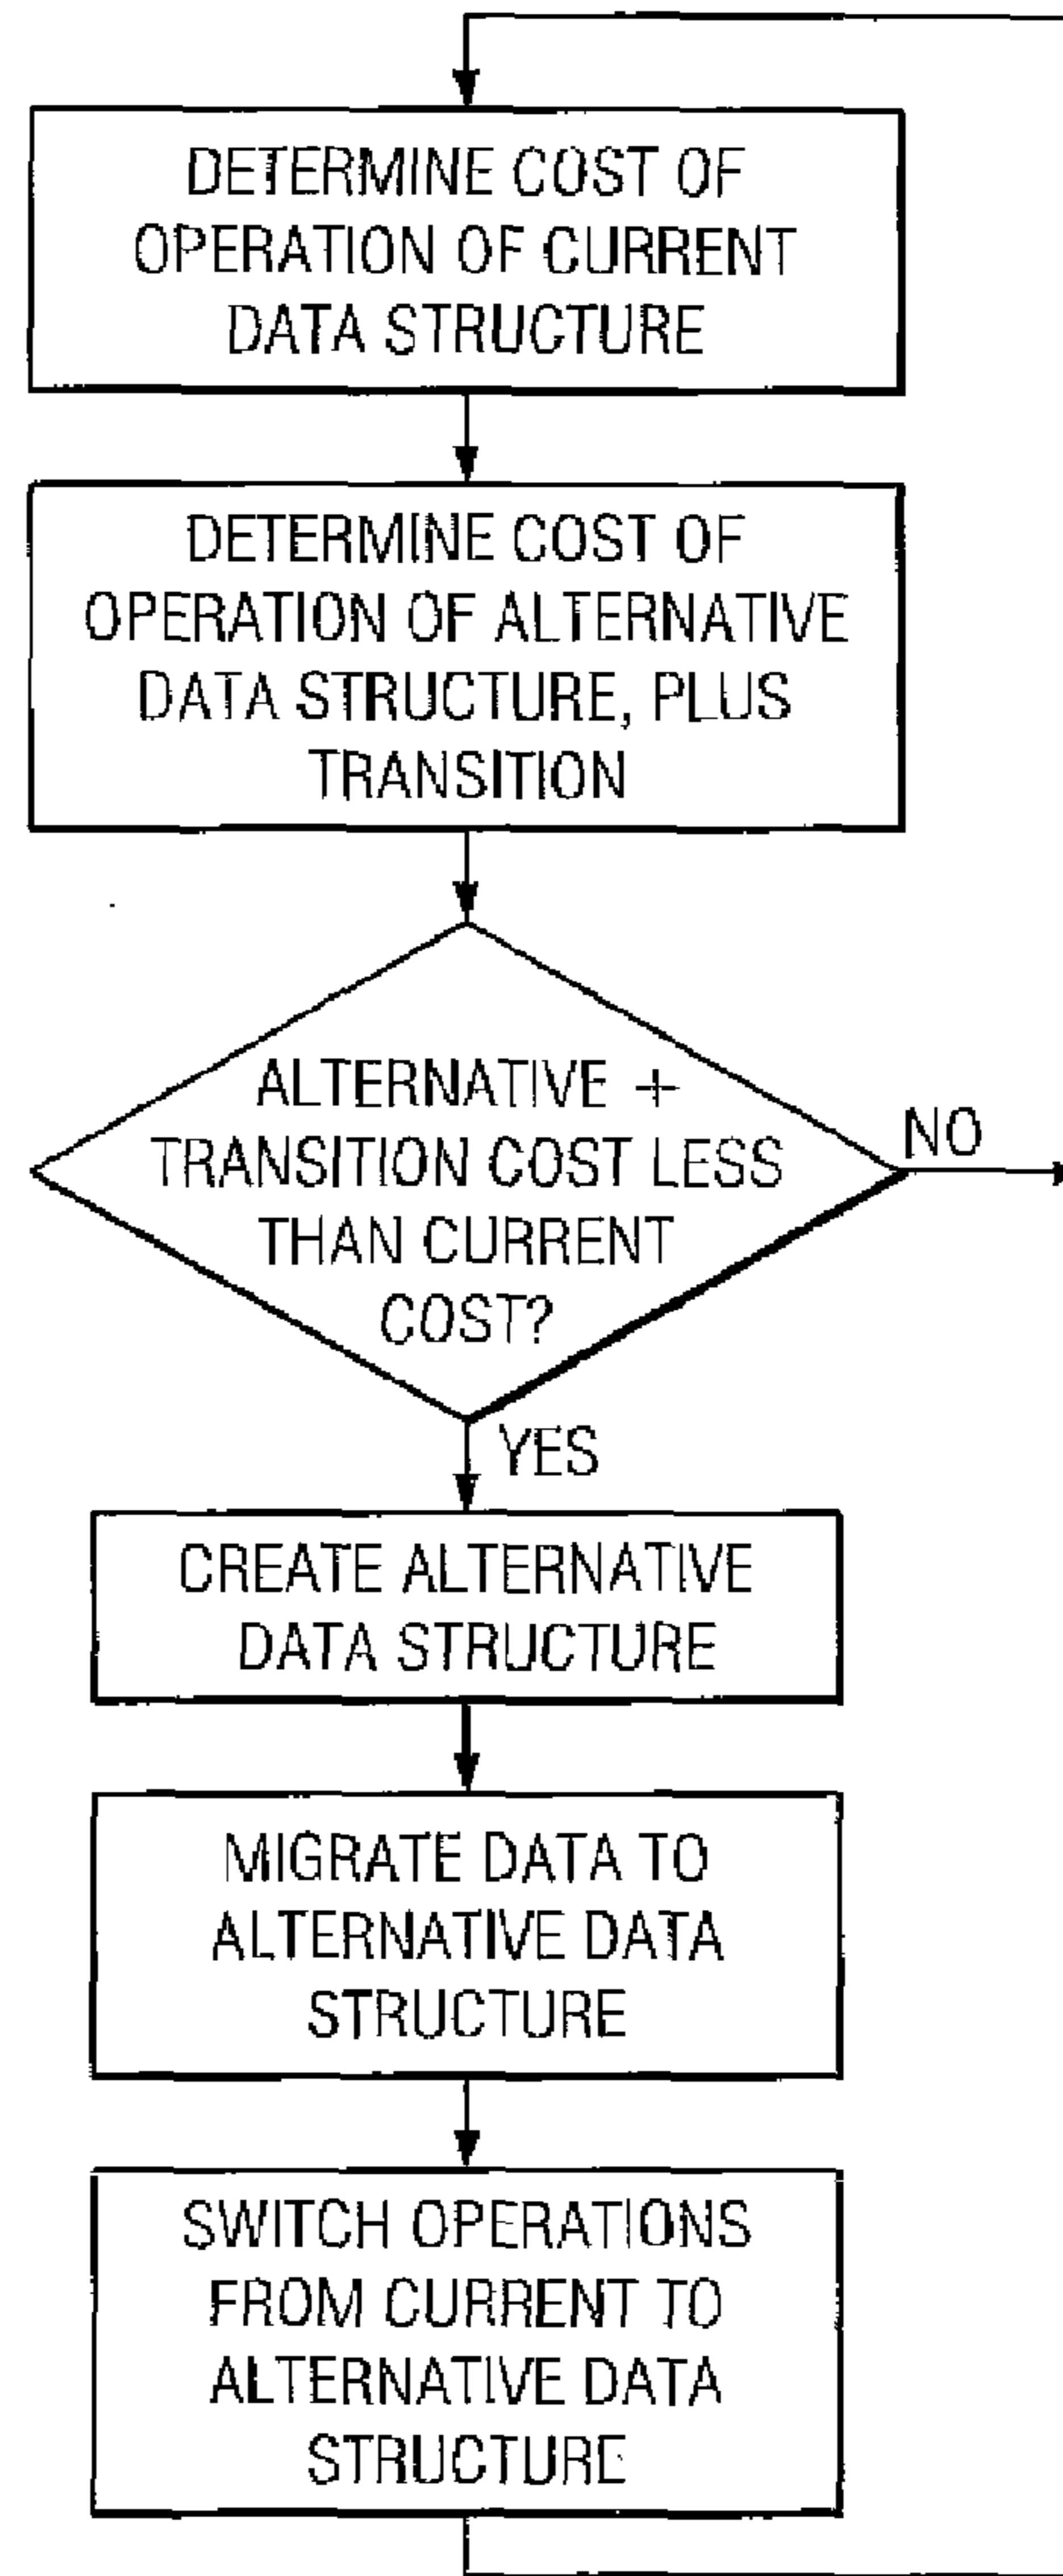 DETERMINE COST OF
OPERATION OF CURRENT
DATA STRUCTURE
DETERMINE COST OF
OPERATION OF ALTERNATIVE
DATA STRUCTURE, PLUS
TRANSITION
ALTERNATIVE +
TRANSITION COST LESS
THAN CURRENT
COST?
NO
YES
CREATE ALTERNATIVE
DATA STRUCTURE
MIGRATE DATA TO
ALTERNATIVE DATA
STRUCTURE
SWITCH OPERATIONS
FROM CURRENT TO
ALTERNATIVE DATA
STRUCTURE